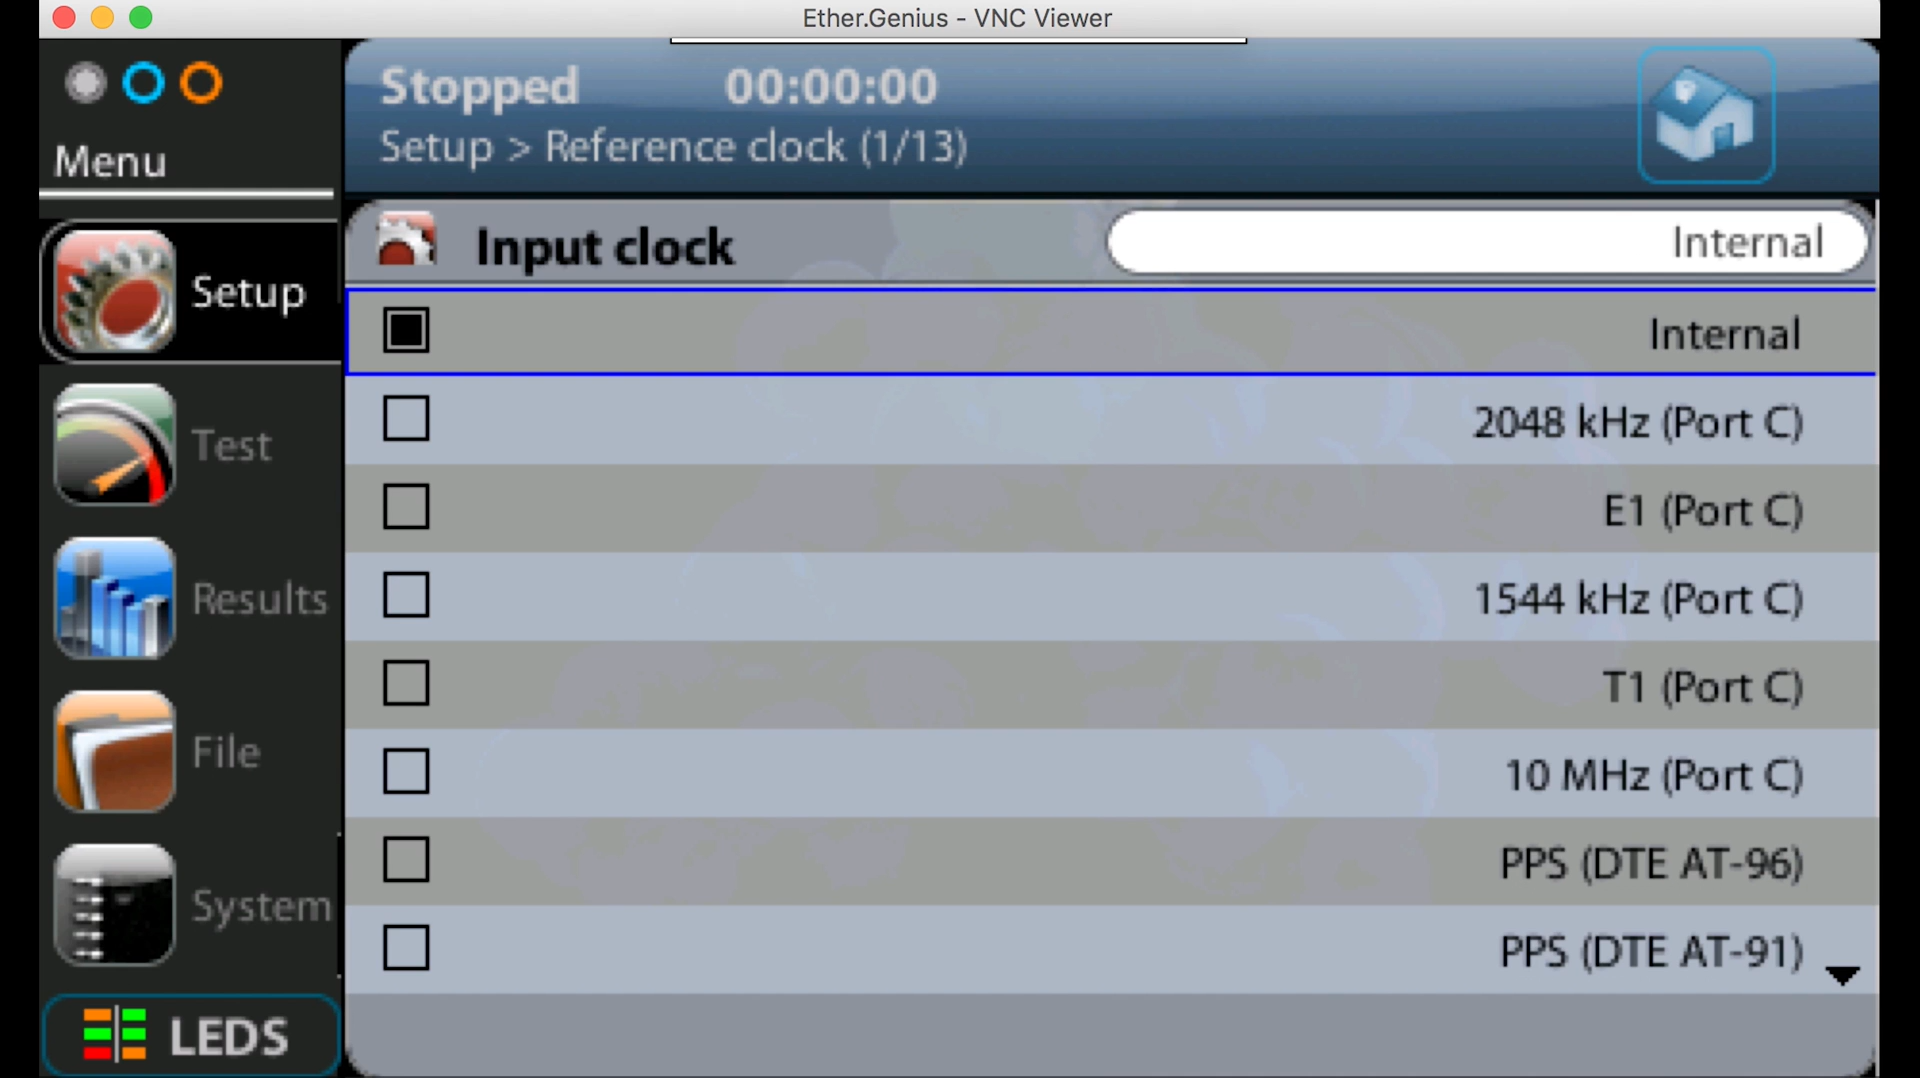 Ether.Genius - VNC Viewer
Stopped 00:00:00
Setup > Reference clock (1/13)
Menu
Setup
Test
Results
File
System
LEDS
Input clock Internal
Internal
2048 kHz (Port C)
E1 (Port C)
1544 kHz (Port C)
T1 (Port C)
10 MHz (Port C)
PPS (DTE AT-96)
PPS (DTE AT-91)